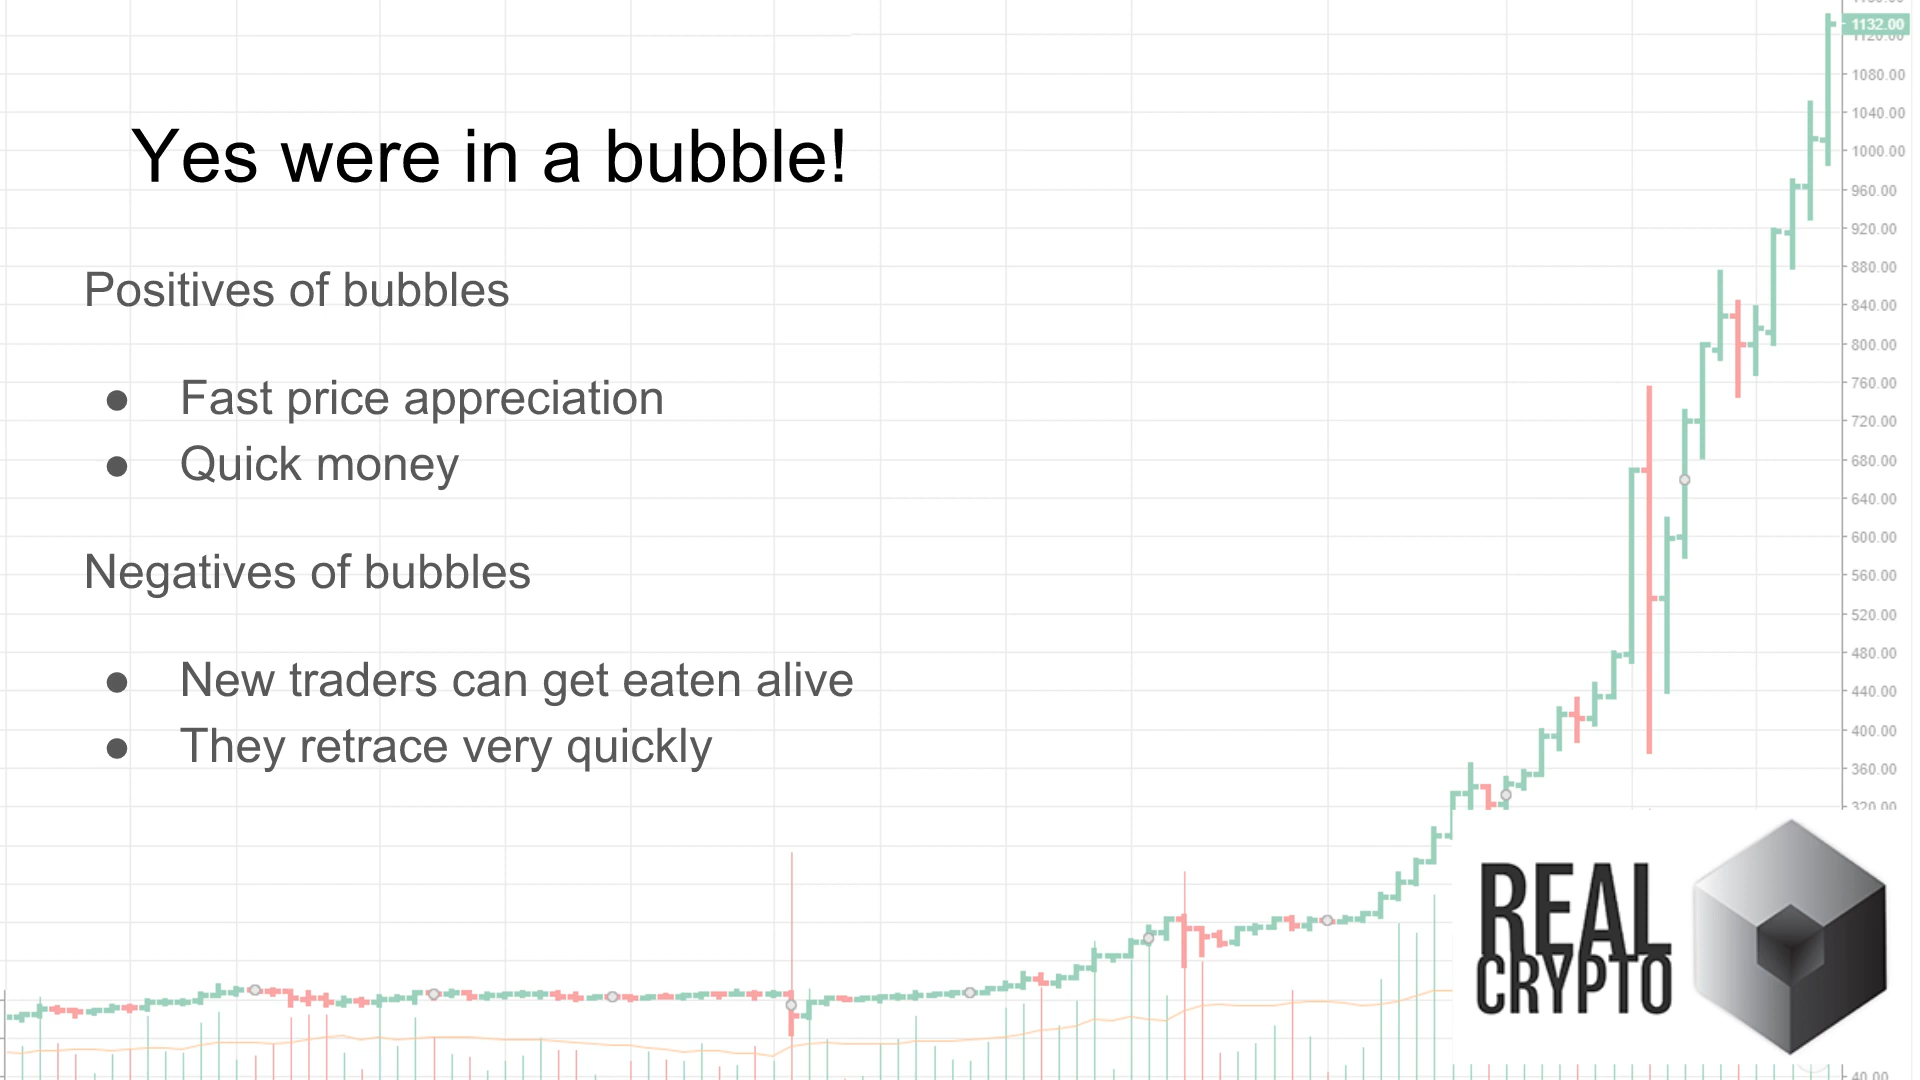 Yes were in a bubble!
Positives of bubbles
● Fast price appreciation
● Quick money
Negatives of bubbles
● New traders can get eaten alive
● They retrace very quickly
1132.00
1120.00
1080.00
1040.00
1000.00
960.00
920.00
880.00
840.00
800.00
760.00
720.00
680.00
640.00
600.00
560.00
520.00
480.00
440.00
400.00
360.00
320.00
REAL
CRYPTO
40.00